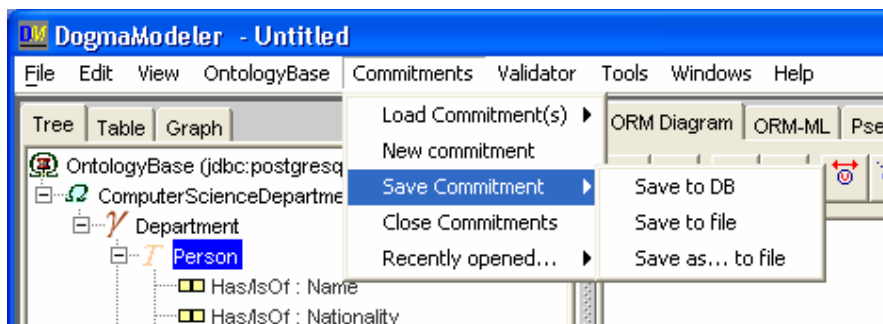 DM DogmaModeler - Untitled
File Edit View OntologyBase Commitments Validator Tools Windows Help
Tree Table Graph
Load Commitment(s)
New commitment
Save Commitment
Close Commitments
Recently opened...
Save to DB
Save to file
Save as... to file
ORM Diagram ORM-ML Pse
OntologyBase (jdbc:postgresq
ComputerScienceDepartme
Department
T Person
Has/IsOf : Name
Has/IsOf : Nationality